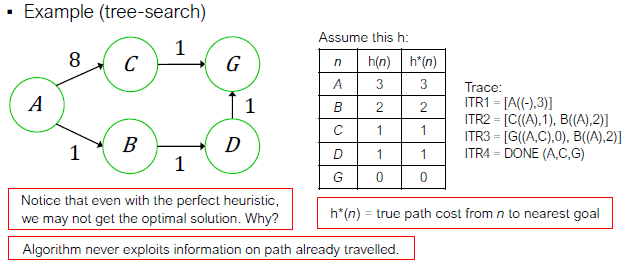 ▪ Example (tree-search)
8
C
1
G
A
1
1
B
1
D
Assume this h:
n h(n) h*(n)
A 3 3
B 2 2
C 1 1
D 1 1
G 0 0
Trace:
ITR1 = [A((-),3)]
ITR2 = [C((A),1), B((A),2)]
ITR3 = [G((A,C),0), B((A),2)]
ITR4 = DONE (A,C,G)
Notice that even with the perfect heuristic,
we may not get the optimal solution. Why?
h*(n) = true path cost from n to nearest goal
Algorithm never exploits information on path already travelled.